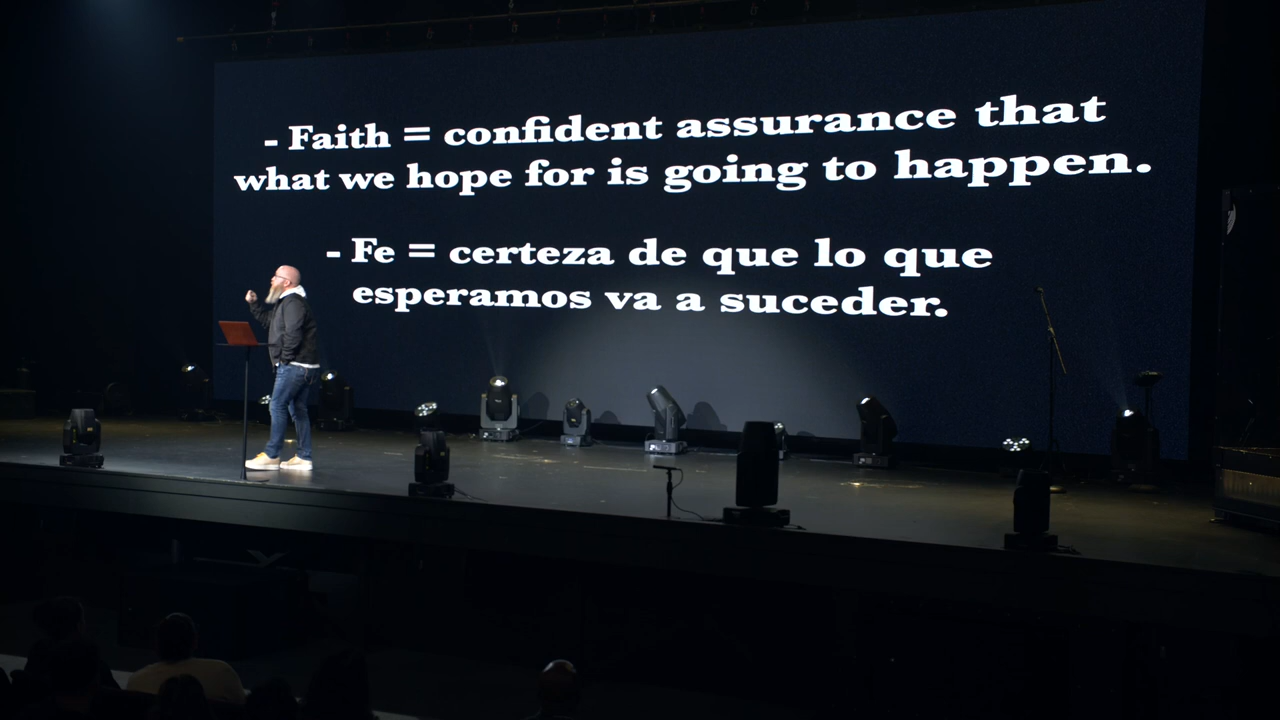 - Faith = confident assurance that
what we hope for is going to happen.
- Fe = certeza de que lo que
esperamos va a suceder.